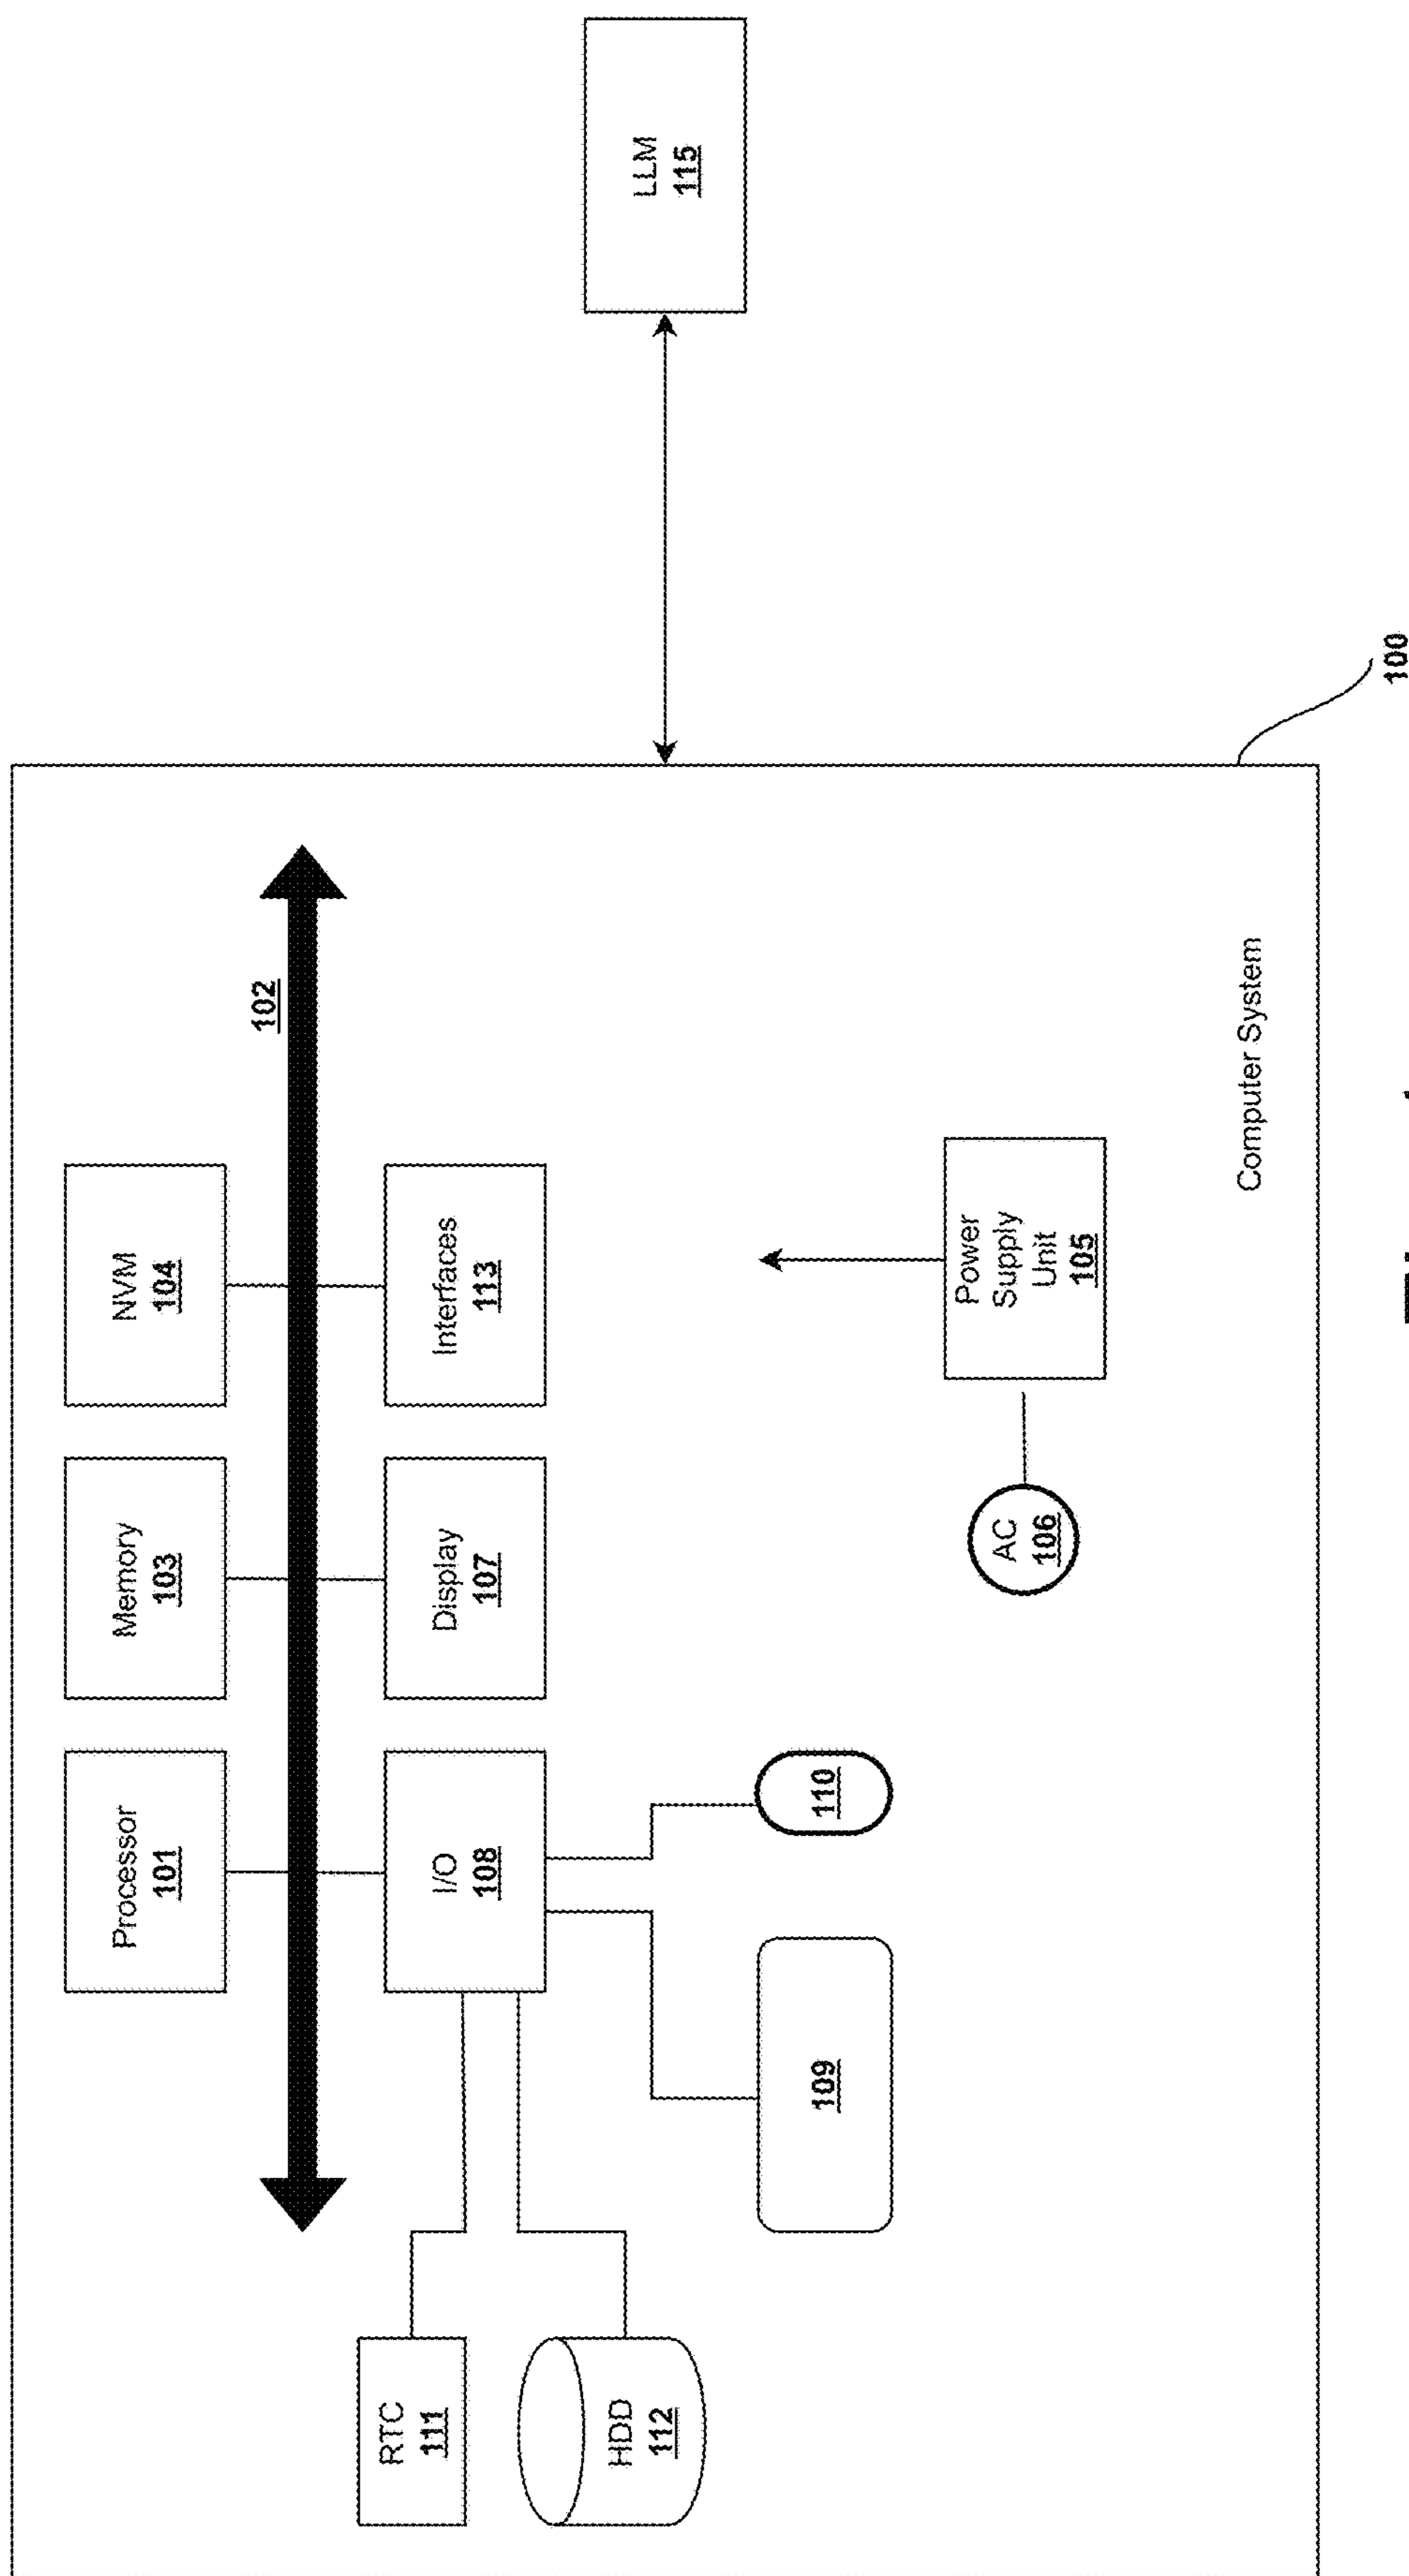 Processor
101
Memory
103
NVM
104
102
RTC
111
I/O
108
Display
107
Interfaces
113
HDD
112
LLM
115
109
110
AC
106
Power
Supply
Unit
105
Computer System
100